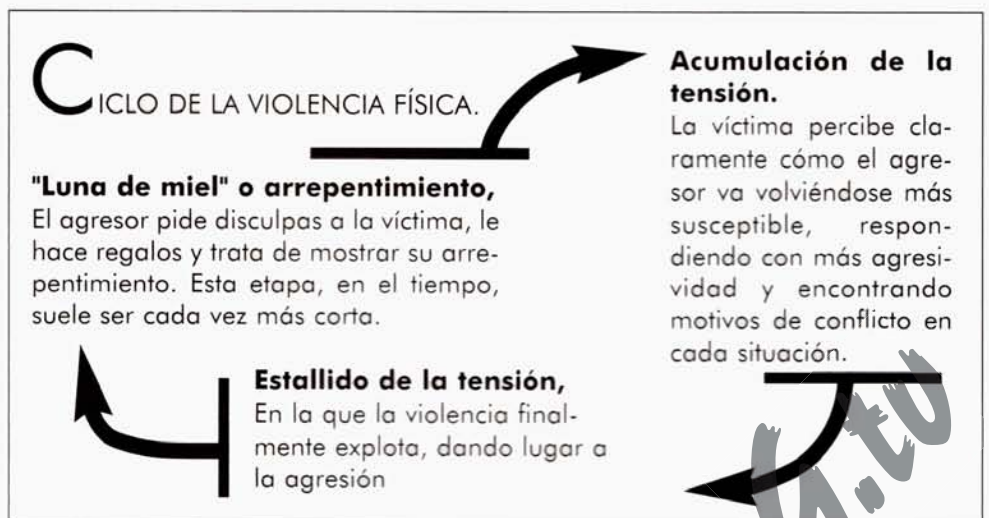 CICLO DE LA VIOLENCIA FÍSICA.
"Luna de miel" o arrepentimiento,
El agresor pide disculpas a la víctima, le
hace regalos y trata de mostrar su arre-
pentimiento. Esta etapa, en el tiempo,
suele ser cada vez más corta.
Acumulación de la
tensión.
La víctima percibe cla-
ramente cómo el agre-
sor va volviéndose más
susceptible, respon-
diendo con más agresi-
vidad y encontrando
motivos de conflicto en
cada situación.
Estallido de la tensión,
En la que la violencia final-
mente explota, dando lugar a
la agresión